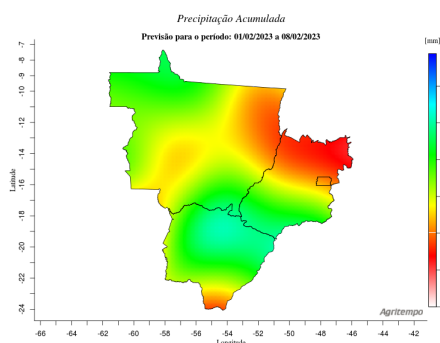 Precipitação Acumulada
Previsão para o período: 01/02/2023 a 08/02/2023
[mm]
-7
-8
-9
-10
-12
-14
-16
-18
-20
-22
-24
Latitude
Agritempo
-66 -64 -62 -60 -58 -56 -54 -52 -50 -48 -46 -44 -42
Longitude